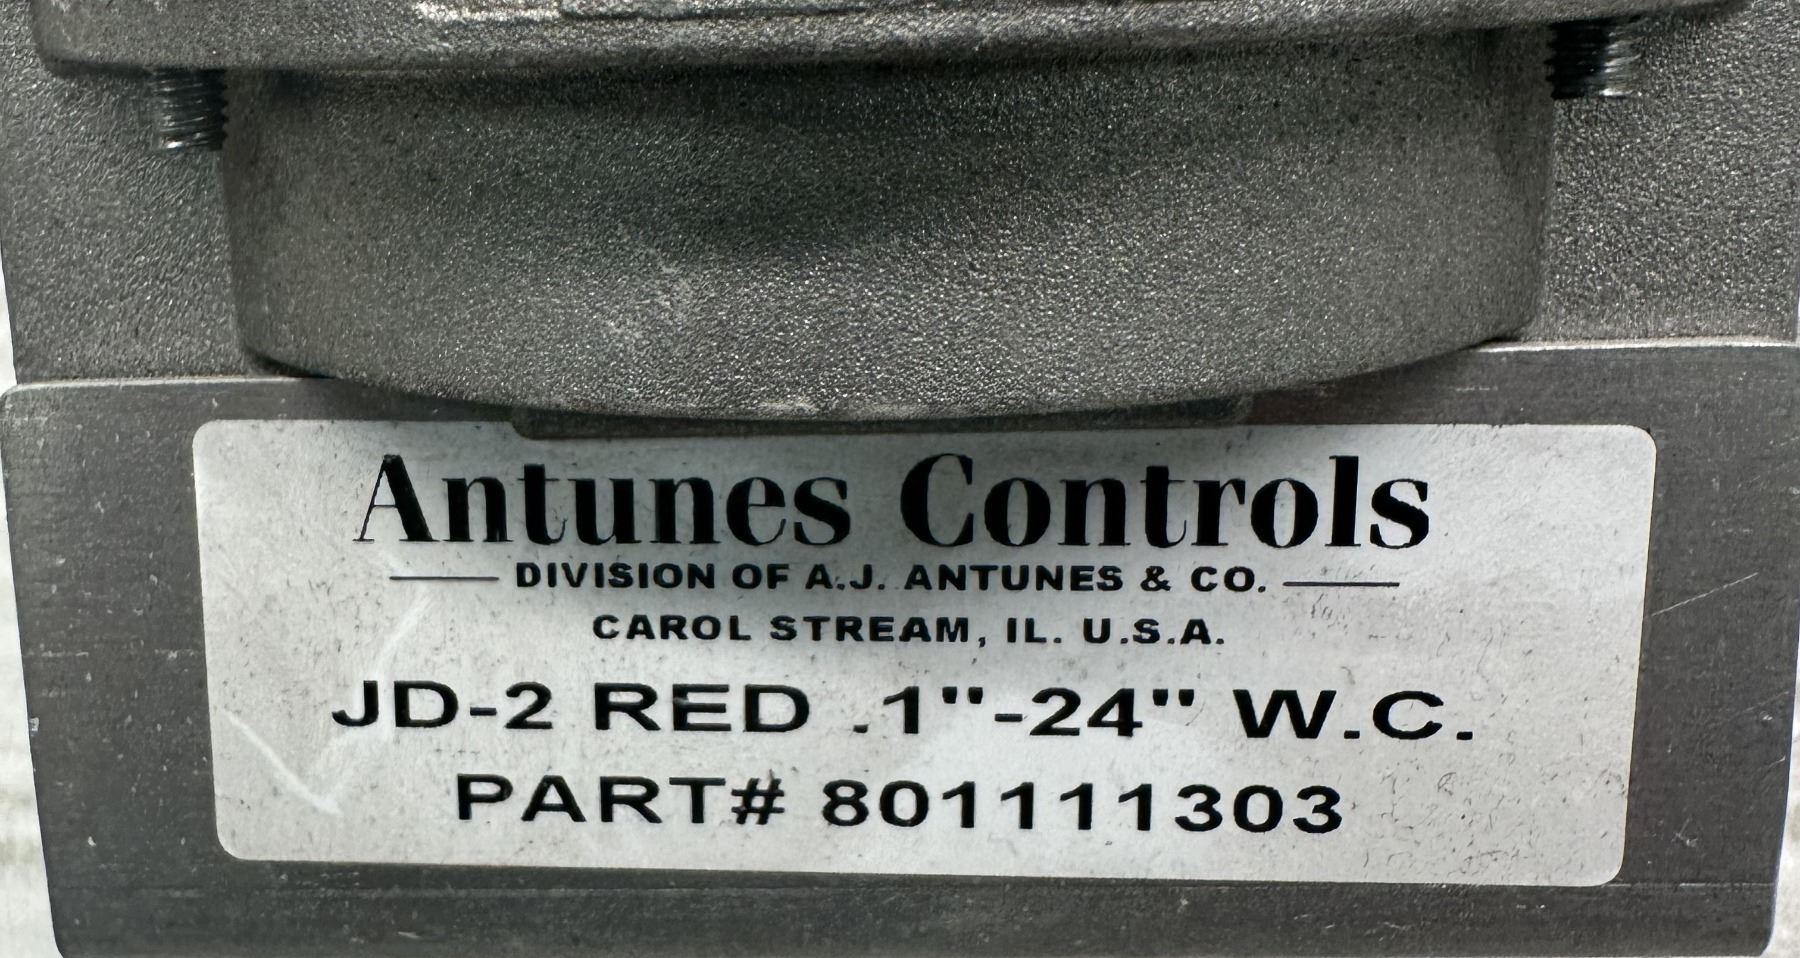 Antunes Controls
DIVISION OF A.J. ANTUNES & CO.
CAROL STREAM, IL. U.S.A.
JD-2 RED .1"-24" W.C.
PART# 801111303